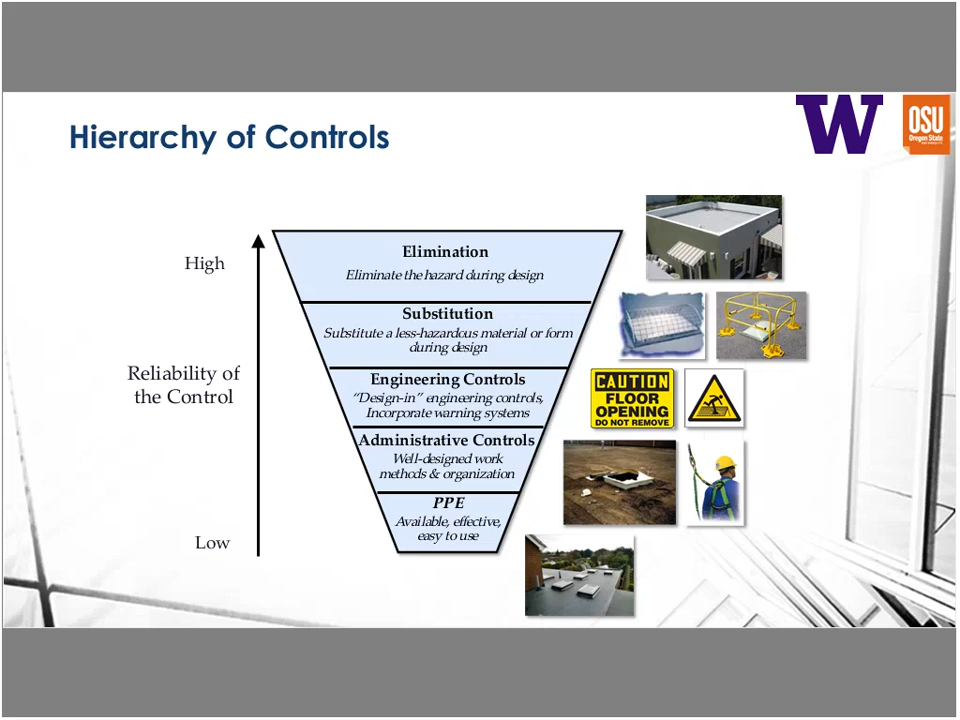 Hierarchy of Controls
W
OSU
Oregon State
High
Reliability of
the Control
Low
Elimination
Eliminate the hazard during design
Substitution
Substitute a less-hazardous material or form
during design
Engineering Controls
“Design-in” engineering controls,
Incorporate warning systems
Administrative Controls
Well-designed work
methods & organization
PPE
Available, effective,
easy to use
CAUTION
FLOOR
OPENING
DO NOT REMOVE